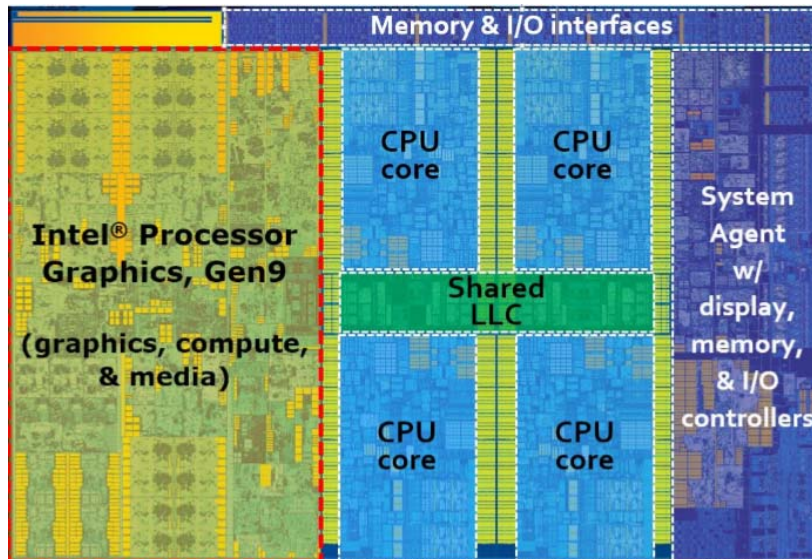 Memory & I/O interfaces
CPU
core
CPU
core
Intel® Processor
Graphics, Gen9
(graphics, compute,
& media)
Shared
LLC
System
Agent
w/
display,
memory,
& I/O
controllers
CPU
core
CPU
core